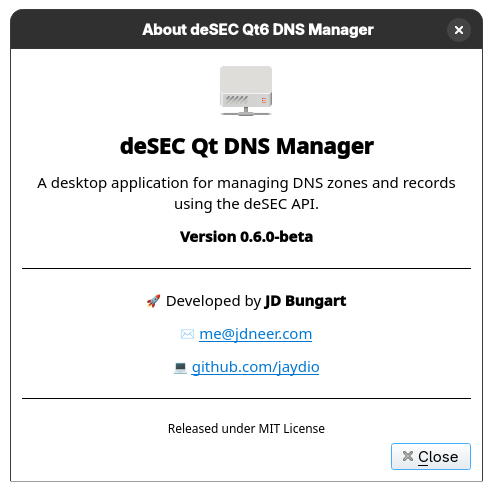 About deSEC Qt6 DNS Manager
deSEC Qt DNS Manager
A desktop application for managing DNS zones and records
using the deSEC API.
Version 0.6.0-beta
🚀 Developed by JD Bungart
✉️ me@jdneer.com
💻 github.com/jaydio
Released under MIT License
Close